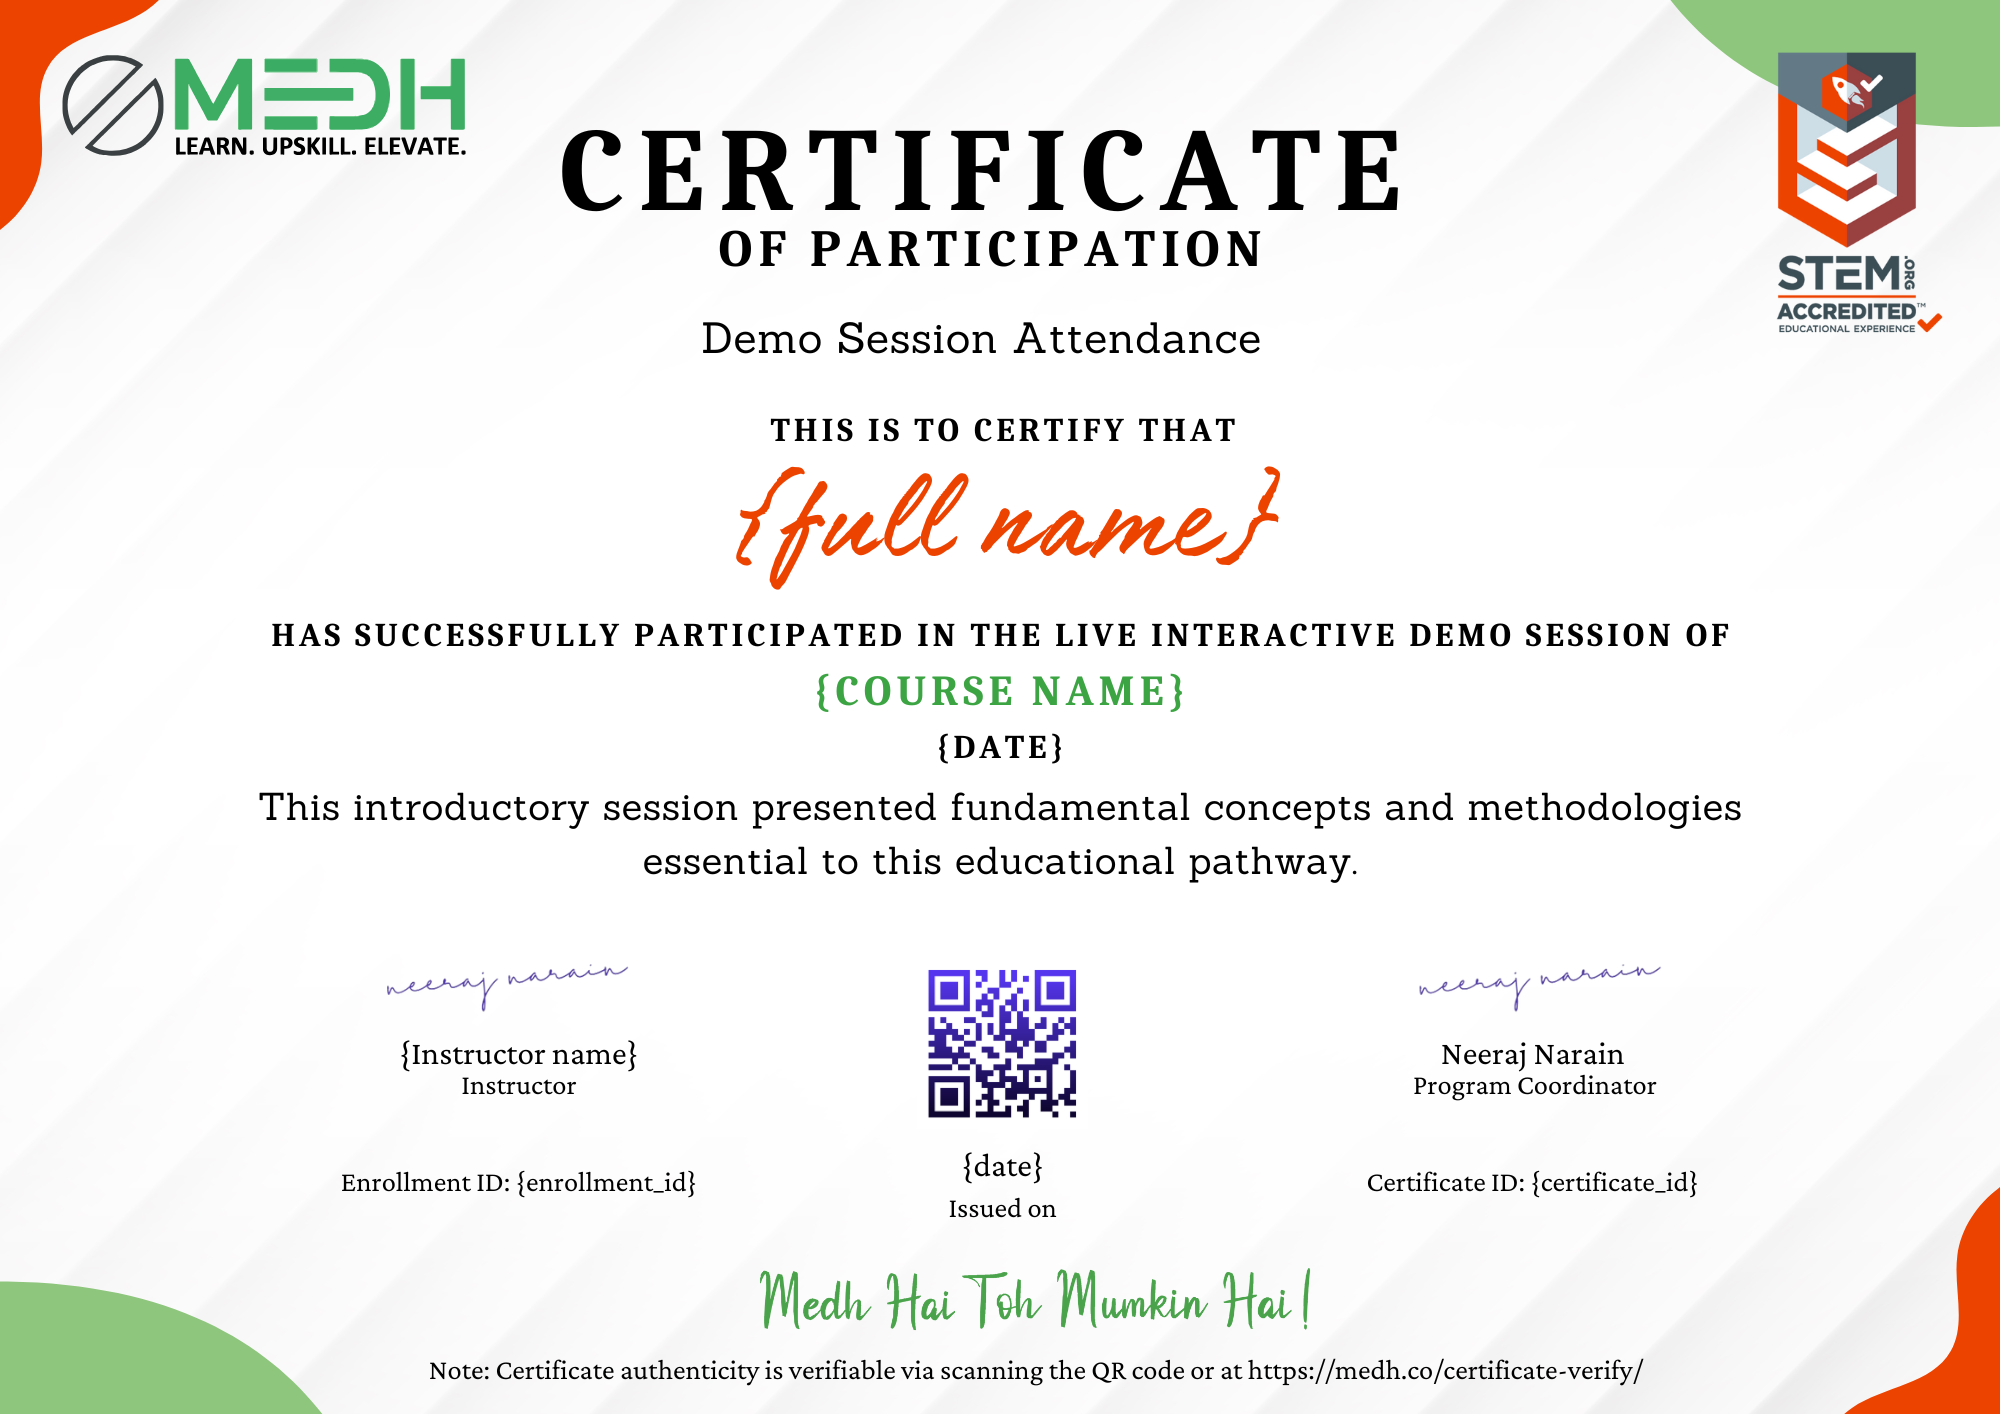 MEDH
LEARN. UPSKILL. ELEVATE.
CERTIFICATE
OF PARTICIPATION
STEM.ORG
ACCREDITED™
EDUCATIONAL EXPERIENCE
Demo Session Attendance
THIS IS TO CERTIFY THAT
{full name}
HAS SUCCESSFULLY PARTICIPATED IN THE LIVE INTERACTIVE DEMO SESSION OF
{COURSE NAME}
{DATE}
This introductory session presented fundamental concepts and methodologies
essential to this educational pathway.
neeraj narain
{Instructor name}
Instructor
Enrollment ID: {enrollment_id}
{date}
Issued on
neeraj narain
Neeraj Narain
Program Coordinator
Certificate ID: {certificate_id}
Medh Hai Toh Mumkin Hai!
Note: Certificate authenticity is verifiable via scanning the QR code or at https://medh.co/certificate-verify/